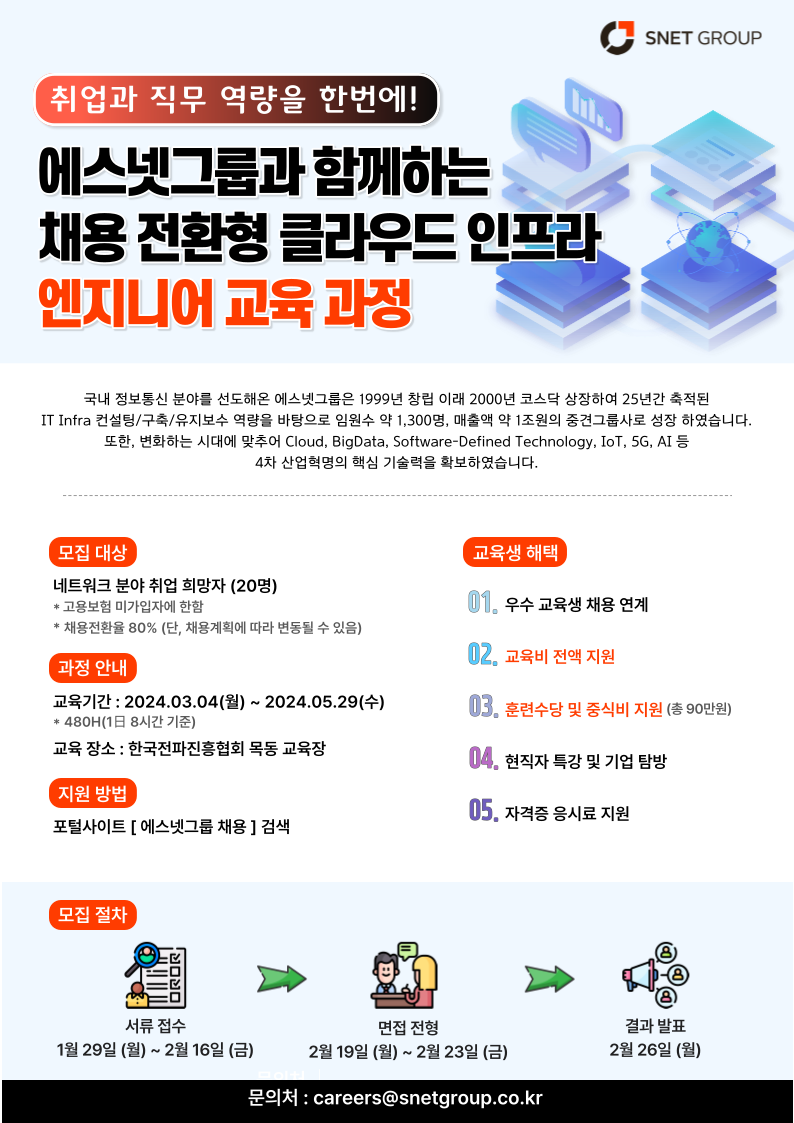 SNET GROUP
취업과 직무 역량을 한번에!
에스넷그룹과 함께하는
채용 전환형 클라우드 인프라
엔지니어 교육 과정
국내 정보통신 분야를 선도해온 에스넷그룹은 1999년 창립 이래 2000년 코스닥 상장하여 25년간 축적된
IT Infra 컨설팅/구축/유지보수 역량을 바탕으로 임원수 약 1,300명, 매출액 약 1조원의 중견그룹사로 성장 하였습니다.
또한, 변화하는 시대에 맞추어 Cloud, BigData, Software-Defined Technology, IoT, 5G, AI 등
4차 산업혁명의 핵심 기술력을 확보하였습니다.
모집 대상
네트워크 분야 취업 희망자 (20명)
* 고용보험 미가입자에 한함
* 채용전환율 80% (단, 채용계획에 따라 변동될 수 있음)
과정 안내
교육기간 : 2024.03.04(월) ~ 2024.05.29(수)
* 480H(1日 8시간 기준)
교육 장소 : 한국전파진흥협회 목동 교육장
지원 방법
포털사이트 [ 에스넷그룹 채용 ] 검색
교육생 해택
01. 우수 교육생 채용 연계
02. 교육비 전액 지원
03. 훈련수당 및 중식비 지원 (총 90만원)
04. 현직자 특강 및 기업 탐방
05. 자격증 응시료 지원
모집 절차
서류 접수
1월 29일 (월) ~ 2월 16일 (금)
면접 전형
2월 19일 (월) ~ 2월 23일 (금)
결과 발표
2월 26일 (월)
문의처 : careers@snetgroup.co.kr